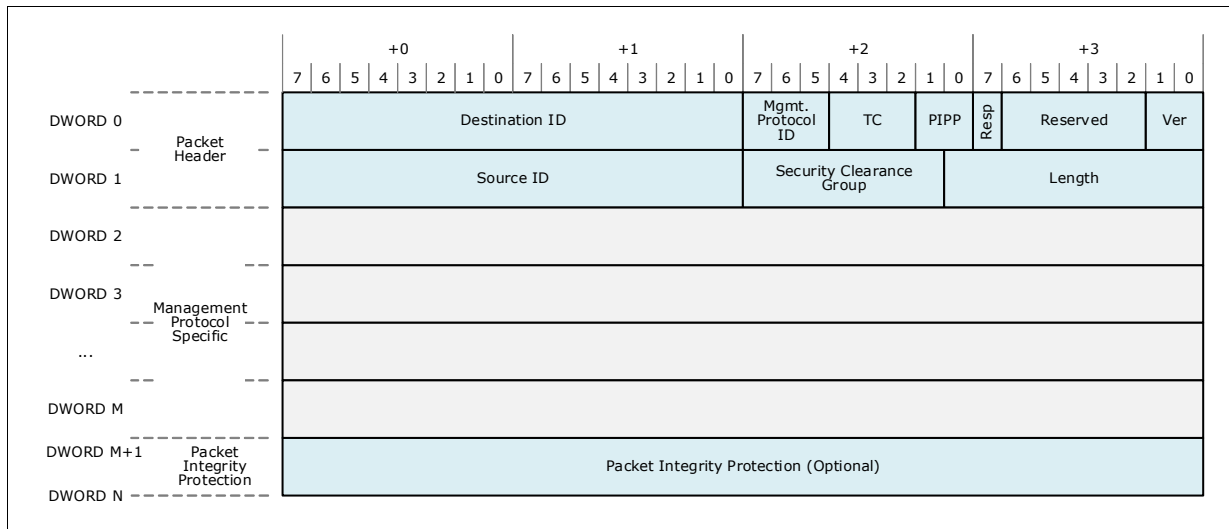 +0 +1 +2 +3
7 6 5 4 3 2 1 0 7 6 5 4 3 2 1 0 7 6 5 4 3 2 1 0 7 6 5 4 3 2 1 0
DWORD 0
Packet
Header
Destination ID
Mgmt.
Protocol
ID
TC
PIPP
Resp
Reserved
Ver
DWORD 1
Source ID
Security Clearance
Group
Length
DWORD 2
DWORD 3
Management
Protocol
Specific
...
DWORD M
DWORD M+1
Packet
Integrity
Protection
Packet Integrity Protection (Optional)
DWORD N